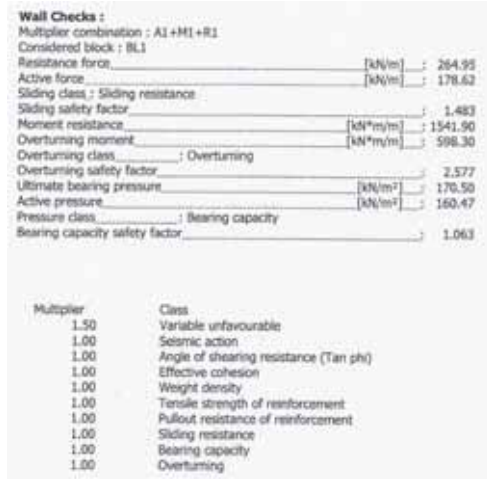 Wall Checks :
Multiplier combination : A1+M1+R1
Considered block : BL1
Resistance force [kN/m] : 264.95
Active force [kN/m] : 178.62
Sliding class : Sliding resistance
Sliding safety factor : 1.483
Moment resistance [kN*m/m] : 1541.90
Overturning moment [kN*m/m] : 598.30
Overturning class : Overturning
Overturning safety factor : 2.577
Ultimate bearing pressure [kN/m²] : 170.50
Active pressure [kN/m²] : 160.47
Pressure class : Bearing capacity
Bearing capacity safety factor : 1.063
Multiplier Class
1.50 Variable unfavourable
1.00 Seismic action
1.00 Angle of shearing resistance (Tan phi)
1.00 Effective cohesion
1.00 Weight density
1.00 Tensile strength of reinforcement
1.00 Pullout resistance of reinforcement
1.00 Sliding resistance
1.00 Bearing capacity
1.00 Overturning